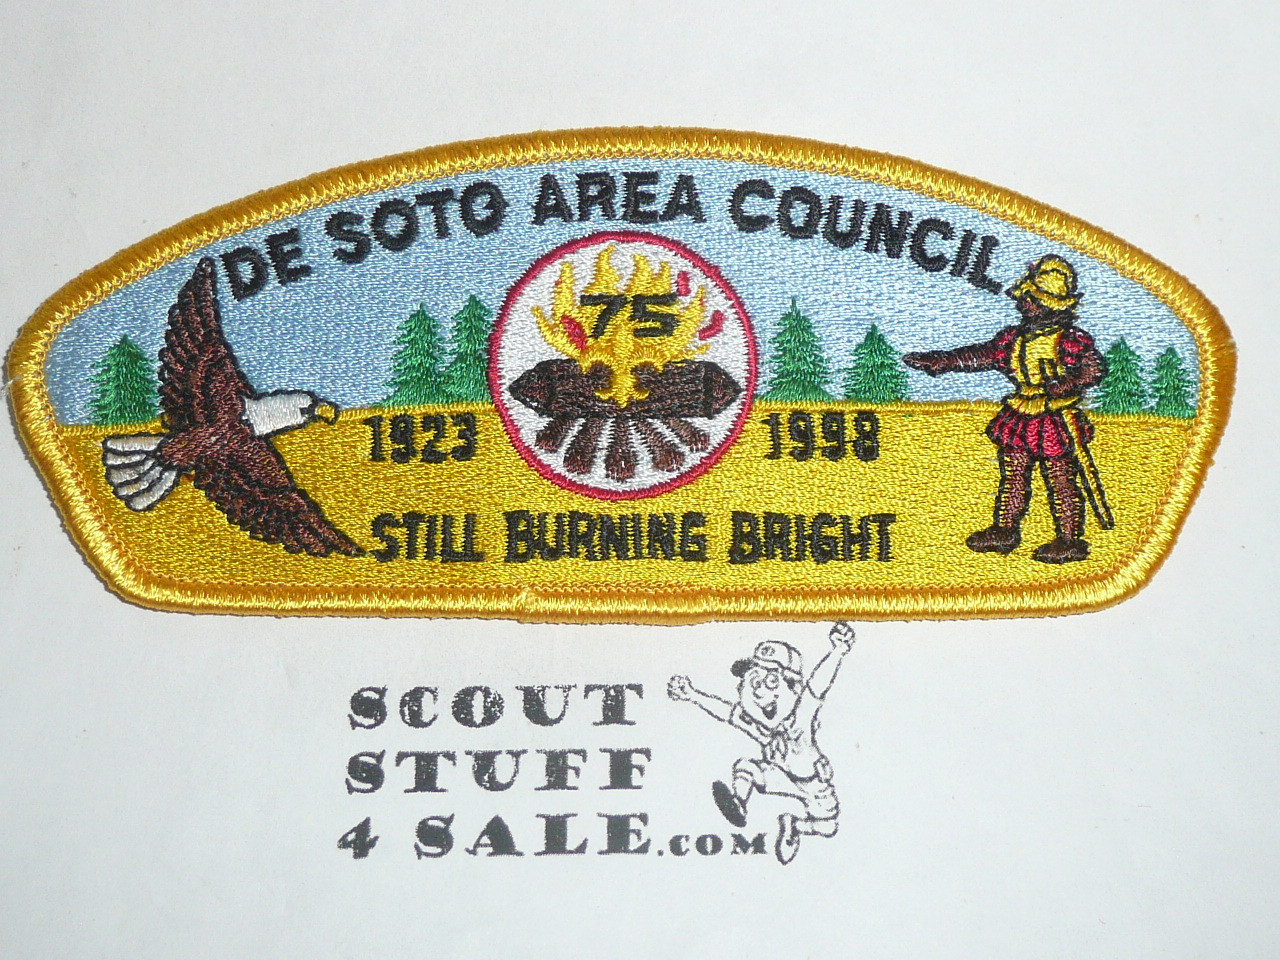 DE SOTO AREA COUNCIL
75
1923 1998
STILL BURNING BRIGHT
SCOUT
STUFF
4 SALE.COM